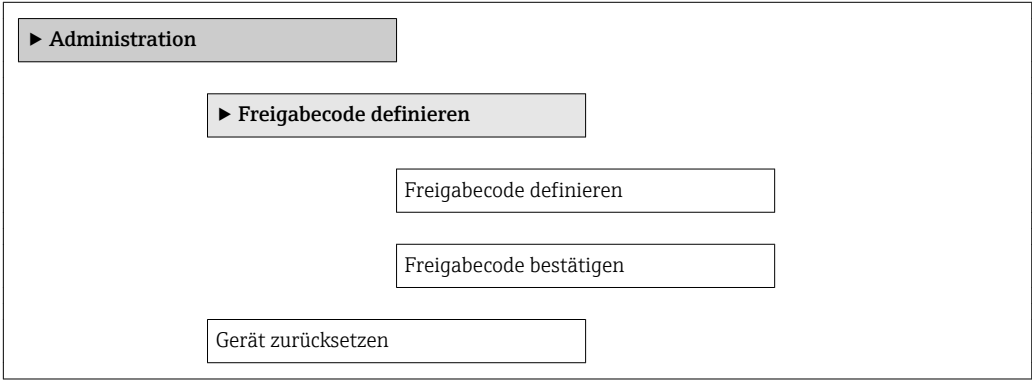 ▶ Administration
▶ Freigabecode definieren
Freigabecode definieren
Freigabecode bestätigen
Gerät zurücksetzen